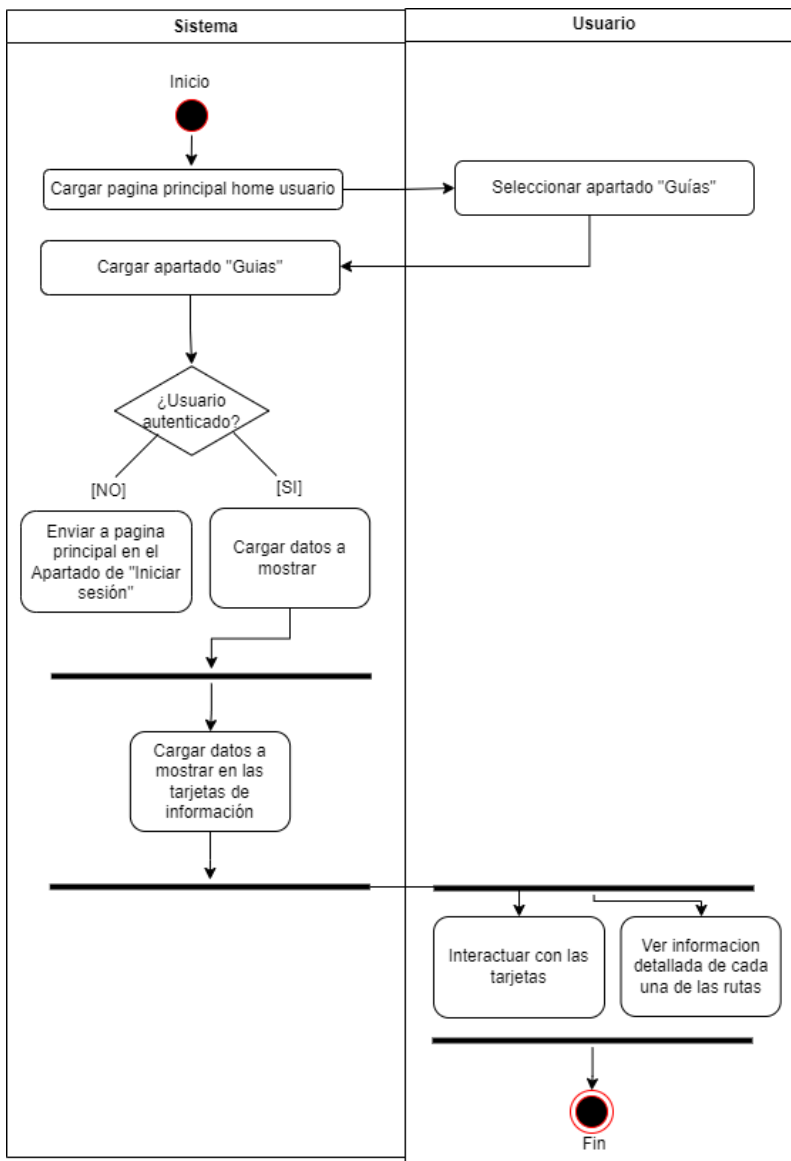 Sistema
Usuario
Inicio
Cargar pagina principal home usuario
Seleccionar apartado "Guías"
Cargar apartado "Guias"
¿Usuario
autenticado?
[NO]
[SI]
Enviar a pagina
principal en el
Apartado de "Iniciar
sesión"
Cargar datos a
mostrar
Cargar datos a
mostrar en las
tarjetas de
información
Interactuar con las
tarjetas
Ver informacion
detallada de cada
una de las rutas
Fin